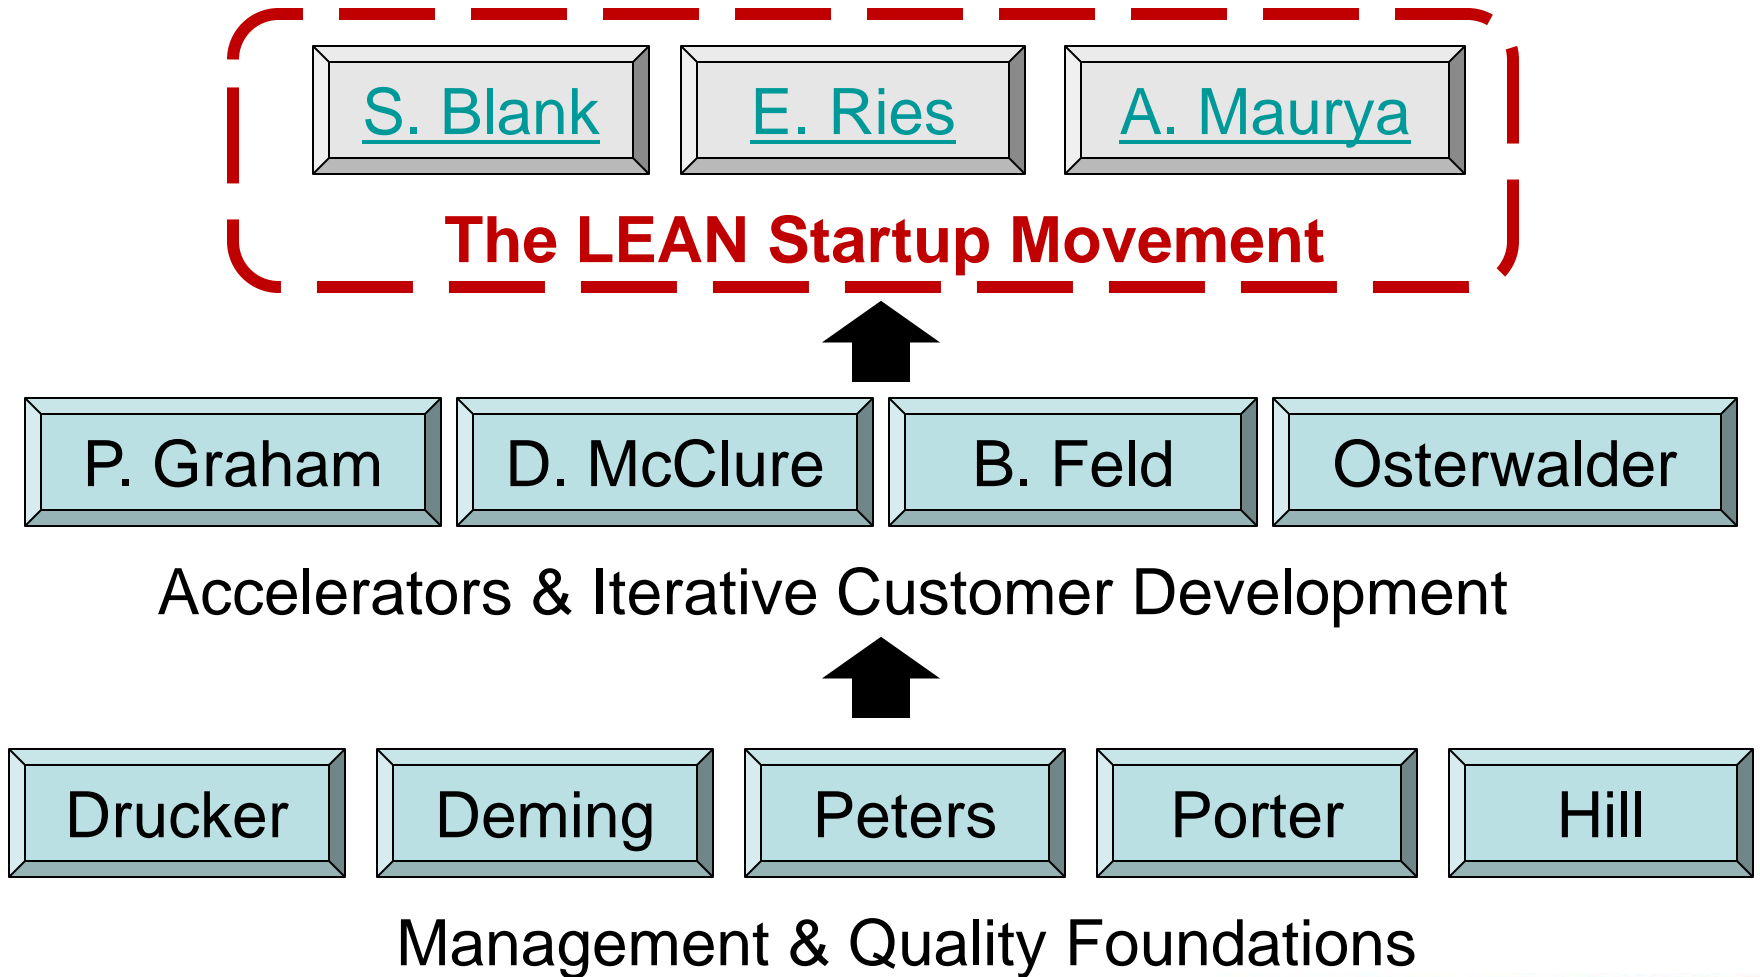 S. Blank E. Ries A. Maurya
The LEAN Startup Movement
P. Graham D. McClure B. Feld Osterwalder
Accelerators & Iterative Customer Development
Drucker Deming Peters Porter Hill
Management & Quality Foundations